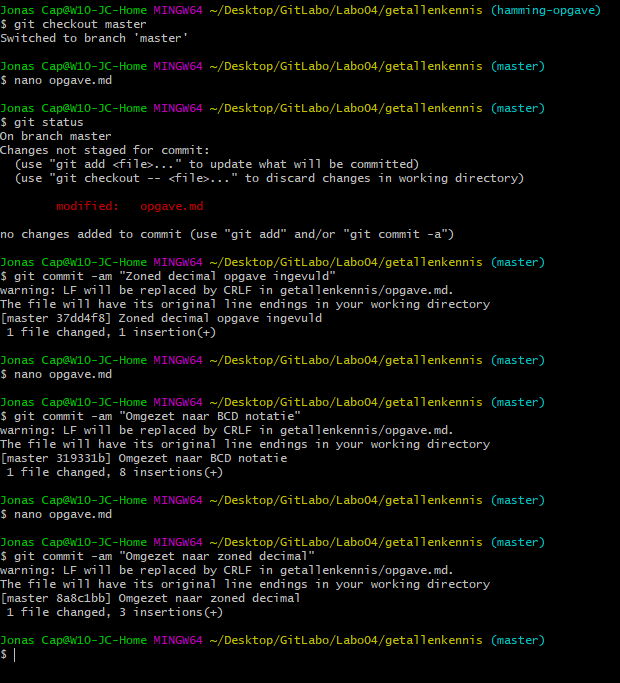 Jonas Cap@W10-JC-Home MINGW64 ~/Desktop/GitLabo/Labo04/getallenkennis (hamming-opgave)
$ git checkout master
Switched to branch 'master'
Jonas Cap@W10-JC-Home MINGW64 ~/Desktop/GitLabo/Labo04/getallenkennis (master)
$ nano opgave.md
Jonas Cap@W10-JC-Home MINGW64 ~/Desktop/GitLabo/Labo04/getallenkennis (master)
$ git status
On branch master
Changes not staged for commit:
  (use "git add <file>..." to update what will be committed)
  (use "git checkout -- <file>..." to discard changes in working directory)
        modified:   opgave.md
no changes added to commit (use "git add" and/or "git commit -a")
Jonas Cap@W10-JC-Home MINGW64 ~/Desktop/GitLabo/Labo04/getallenkennis (master)
$ git commit -am "Zoned decimal opgave ingevuld"
warning: LF will be replaced by CRLF in getallenkennis/opgave.md.
The file will have its original line endings in your working directory
[master 37dd4f8] Zoned decimal opgave ingevuld
 1 file changed, 1 insertion(+)
Jonas Cap@W10-JC-Home MINGW64 ~/Desktop/GitLabo/Labo04/getallenkennis (master)
$ nano opgave.md
Jonas Cap@W10-JC-Home MINGW64 ~/Desktop/GitLabo/Labo04/getallenkennis (master)
$ git commit -am "Omgezet naar BCD notatie"
warning: LF will be replaced by CRLF in getallenkennis/opgave.md.
The file will have its original line endings in your working directory
[master 319331b] Omgezet naar BCD notatie
 1 file changed, 8 insertions(+)
Jonas Cap@W10-JC-Home MINGW64 ~/Desktop/GitLabo/Labo04/getallenkennis (master)
$ nano opgave.md
Jonas Cap@W10-JC-Home MINGW64 ~/Desktop/GitLabo/Labo04/getallenkennis (master)
$ git commit -am "Omgezet naar zoned decimal"
warning: LF will be replaced by CRLF in getallenkennis/opgave.md.
The file will have its original line endings in your working directory
[master 8a8c1bb] Omgezet naar zoned decimal
 1 file changed, 3 insertions(+)
Jonas Cap@W10-JC-Home MINGW64 ~/Desktop/GitLabo/Labo04/getallenkennis (master)
$